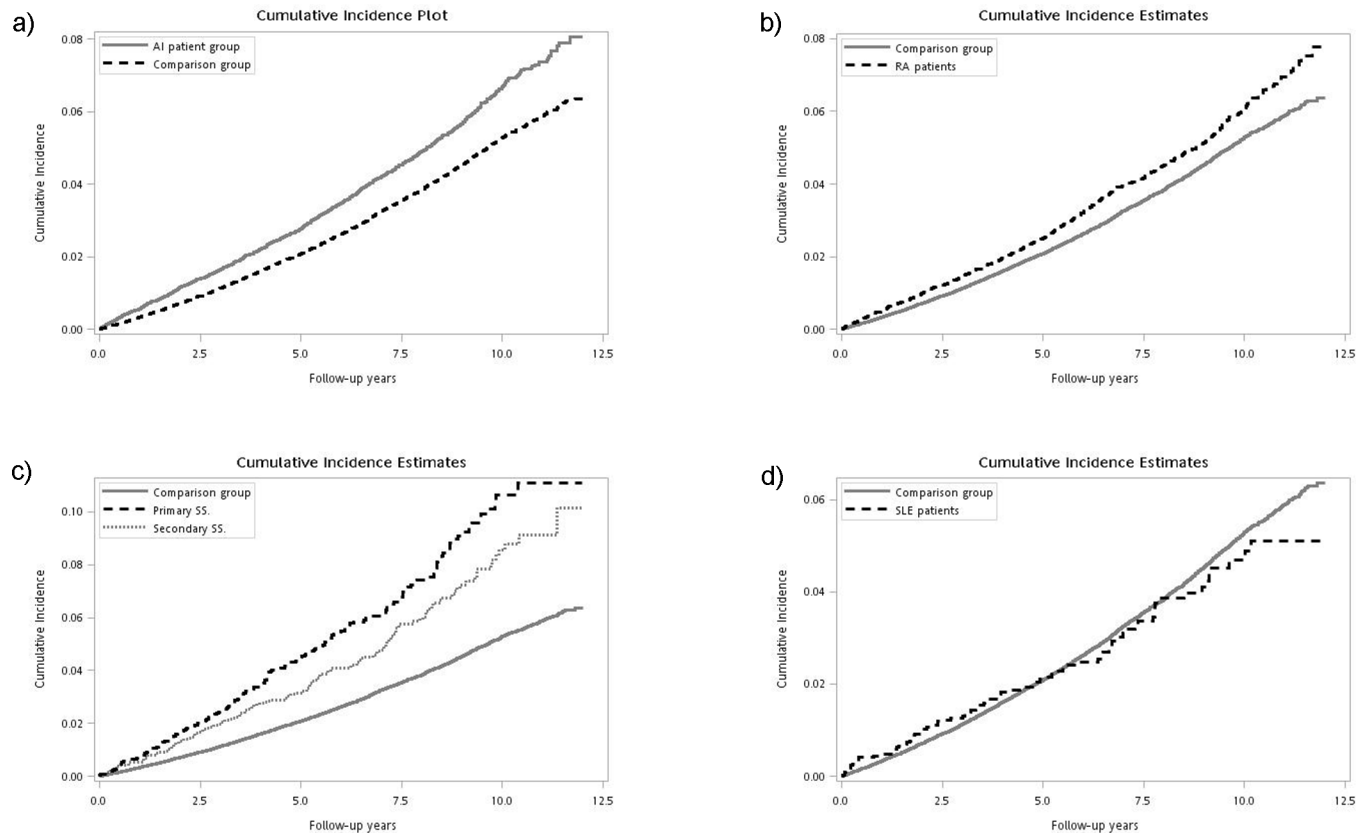 a)
Cumulative Incidence Plot
AI patient group
Comparison group
Cumulative Incidence
0.08
0.06
0.04
0.02
0.00
0.0 2.5 5.0 7.5 10.0 12.5
Follow-up years
b)
Cumulative Incidence Estimates
Comparison group
RA patients
Cumulative Incidence
0.08
0.06
0.04
0.02
0.00
0.0 2.5 5.0 7.5 10.0 12.5
Follow-up years
c)
Cumulative Incidence Estimates
Comparison group
Primary SS.
Secondary SS.
Cumulative Incidence
0.10
0.08
0.06
0.04
0.02
0.00
0.0 2.5 5.0 7.5 10.0 12.5
Follow-up years
d)
Cumulative Incidence Estimates
Comparison group
SLE patients
Cumulative Incidence
0.06
0.04
0.02
0.00
0.0 2.5 5.0 7.5 10.0 12.5
Follow-up years